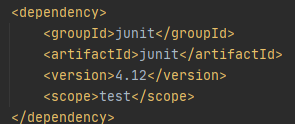 <dependency>
    <groupId>junit</groupId>
    <artifactId>junit</artifactId>
    <version>4.12</version>
    <scope>test</scope>
</dependency>